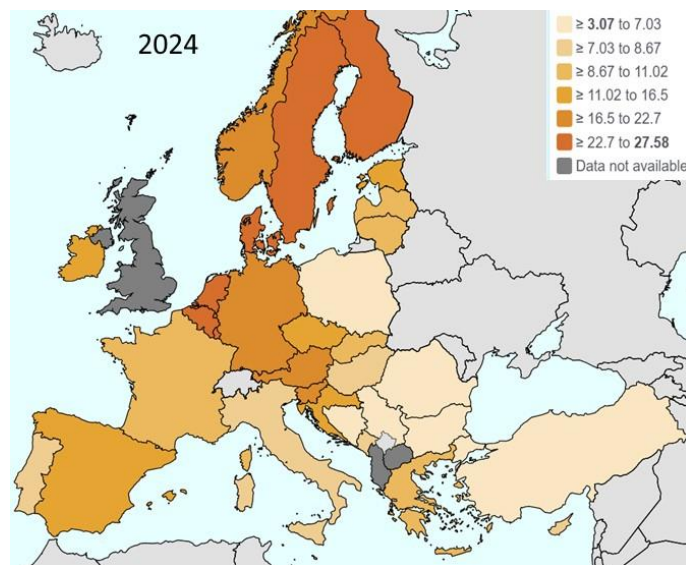 2024
≥ 3.07 to 7.03
≥ 7.03 to 8.67
≥ 8.67 to 11.02
≥ 11.02 to 16.5
≥ 16.5 to 22.7
≥ 22.7 to 27.58
Data not available